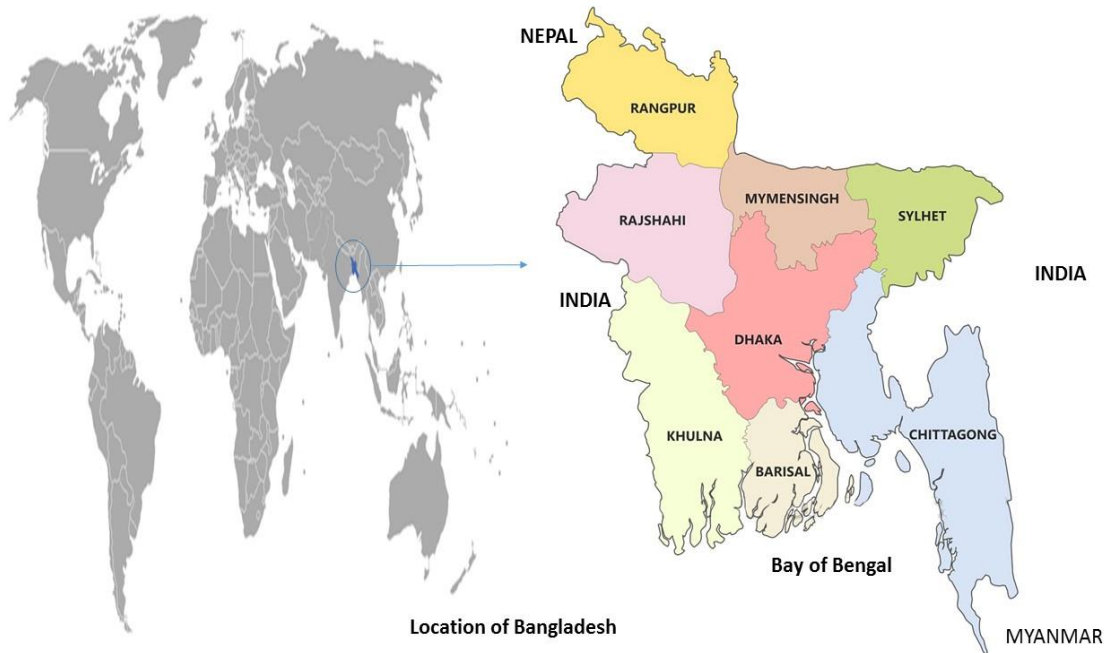 NEPAL
RANGPUR
MYMENSINGH
RAJSHAHI
SYLHET
INDIA
INDIA
DHAKA
KHULNA
CHITTAGONG
BARISAL
Bay of Bengal
Location of Bangladesh
MYANMAR